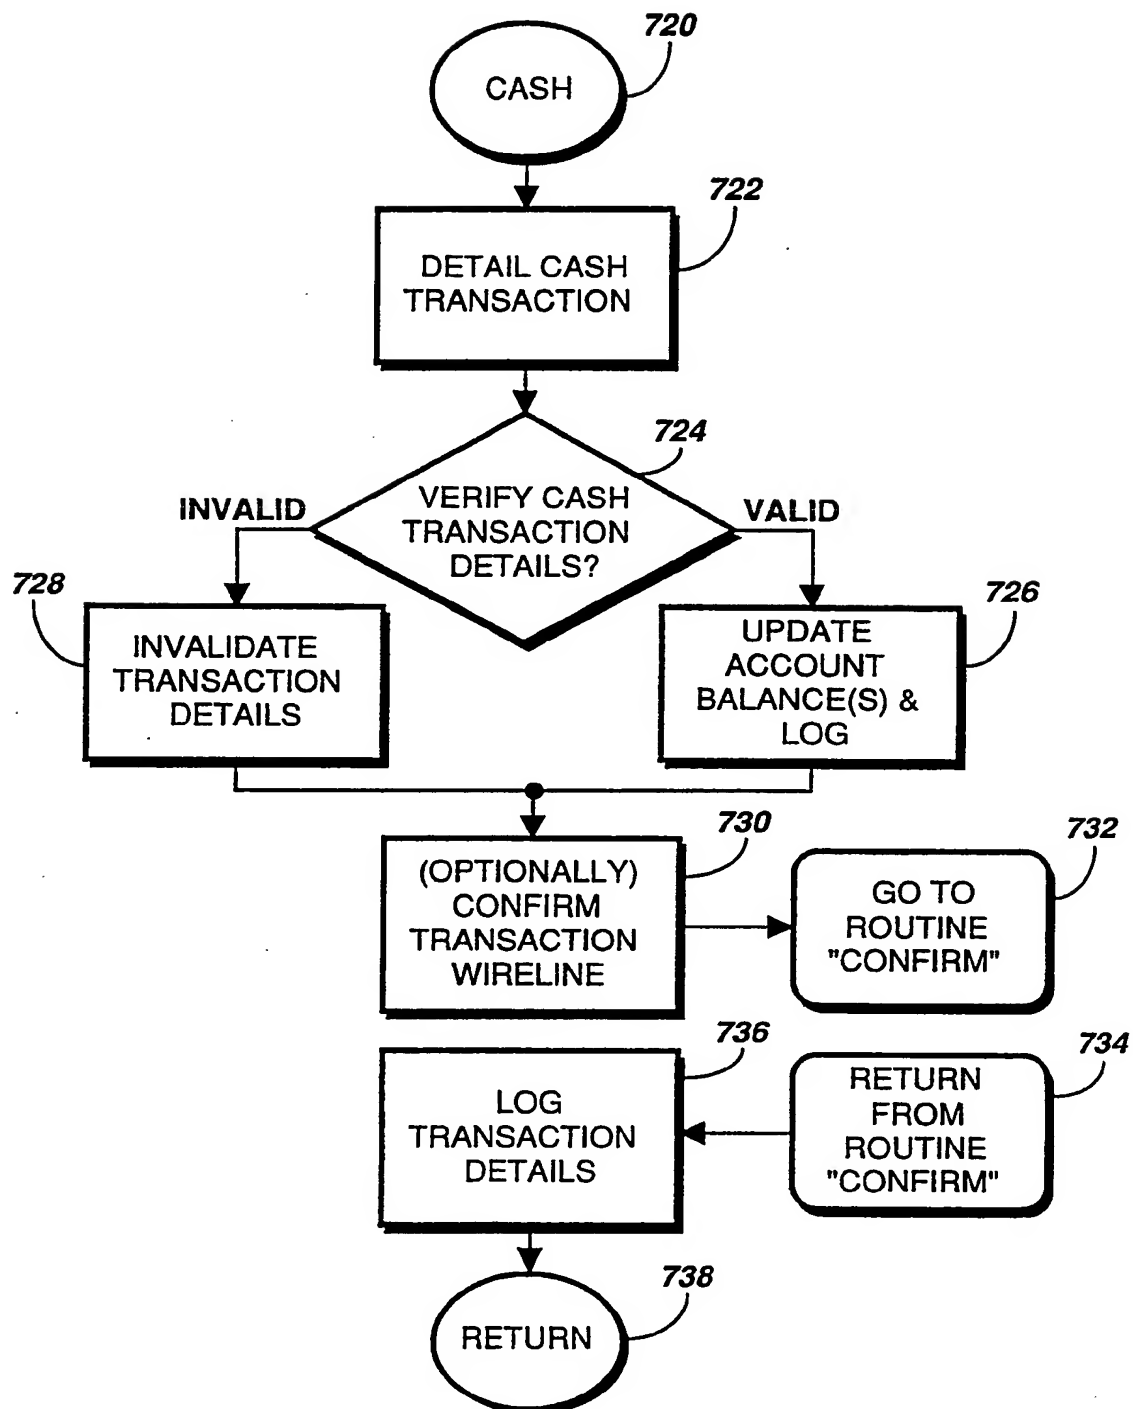 720
CASH
722
DETAIL CASH
TRANSACTION
724
VERIFY CASH
TRANSACTION
DETAILS?
INVALID
VALID
728
INVALIDATE
TRANSACTION
DETAILS
726
UPDATE
ACCOUNT
BALANCE(S) &
LOG
730
(OPTIONALLY)
CONFIRM
TRANSACTION
WIRELINE
732
GO TO
ROUTINE
"CONFIRM"
736
LOG
TRANSACTION
DETAILS
734
RETURN
FROM
ROUTINE
"CONFIRM"
738
RETURN